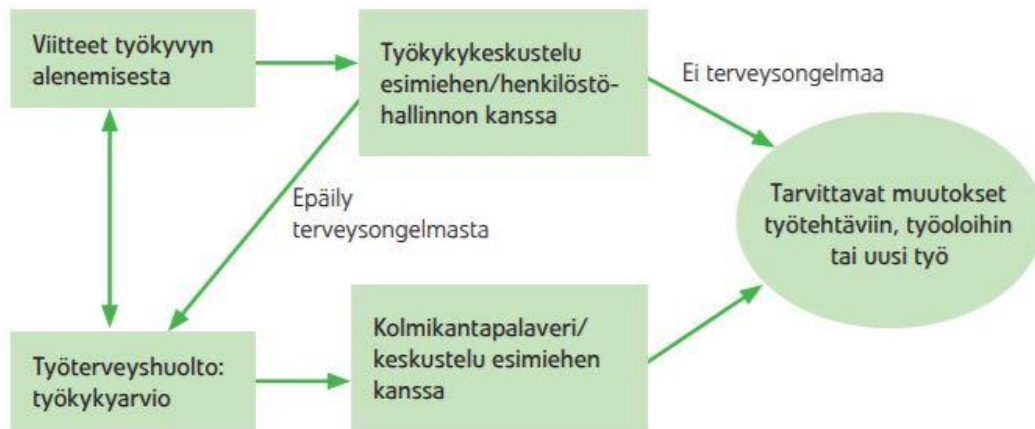 Viitteet työkyvyn
alenemisesta
Työkykykeskustelu
esimiehen/henkilöstö-
hallinnon kanssa
Ei terveysongelmaa
Epäily
terveysongelmasta
Tarvittavat muutokset
työtehtäviin, työoloihin
tai uusi työ
Työterveyshuolto:
työkykyarvio
Kolmikantapalaveri/
keskustelu esimiehen
kanssa